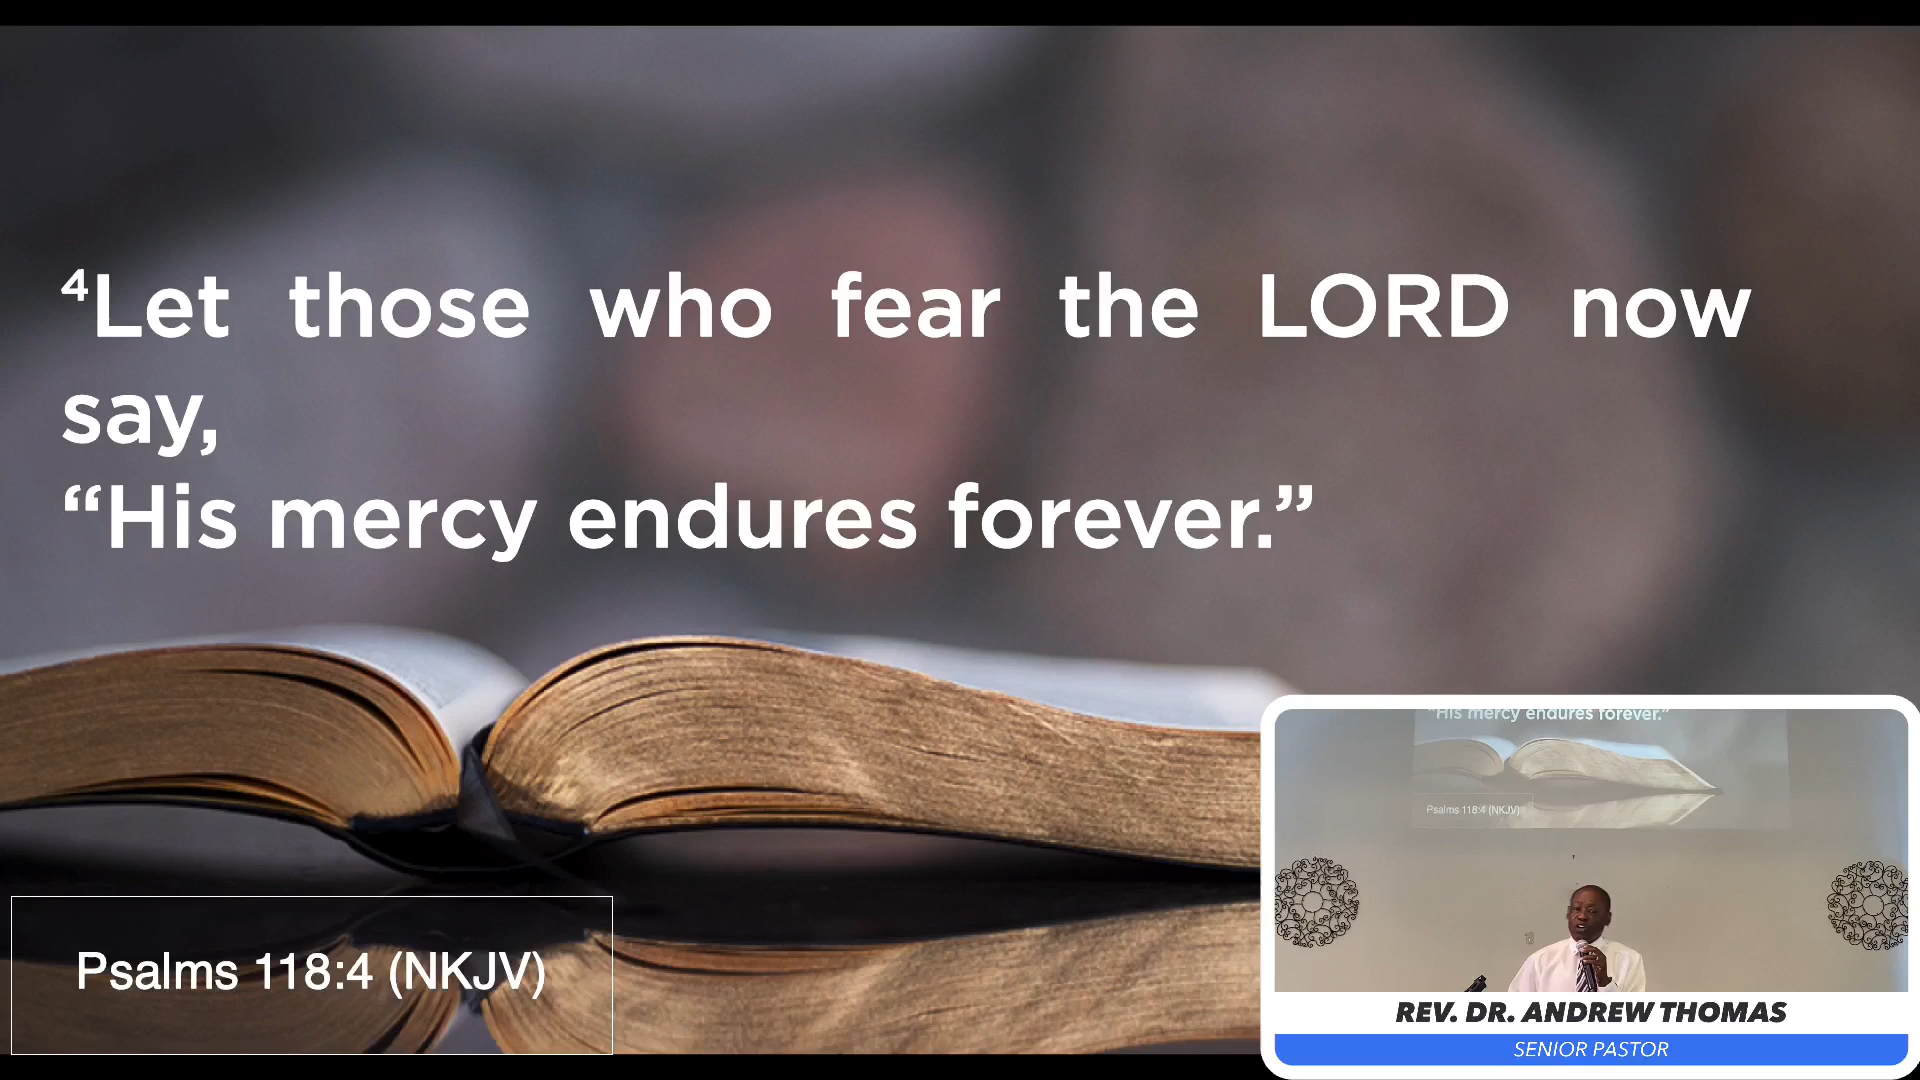 ⁴Let those who fear the LORD now
say,
“His mercy endures forever.”
Psalms 118:4 (NKJV)
“His mercy endures forever.”
Psalms 118:4 (NKJV)
REV. DR. ANDREW THOMAS
SENIOR PASTOR